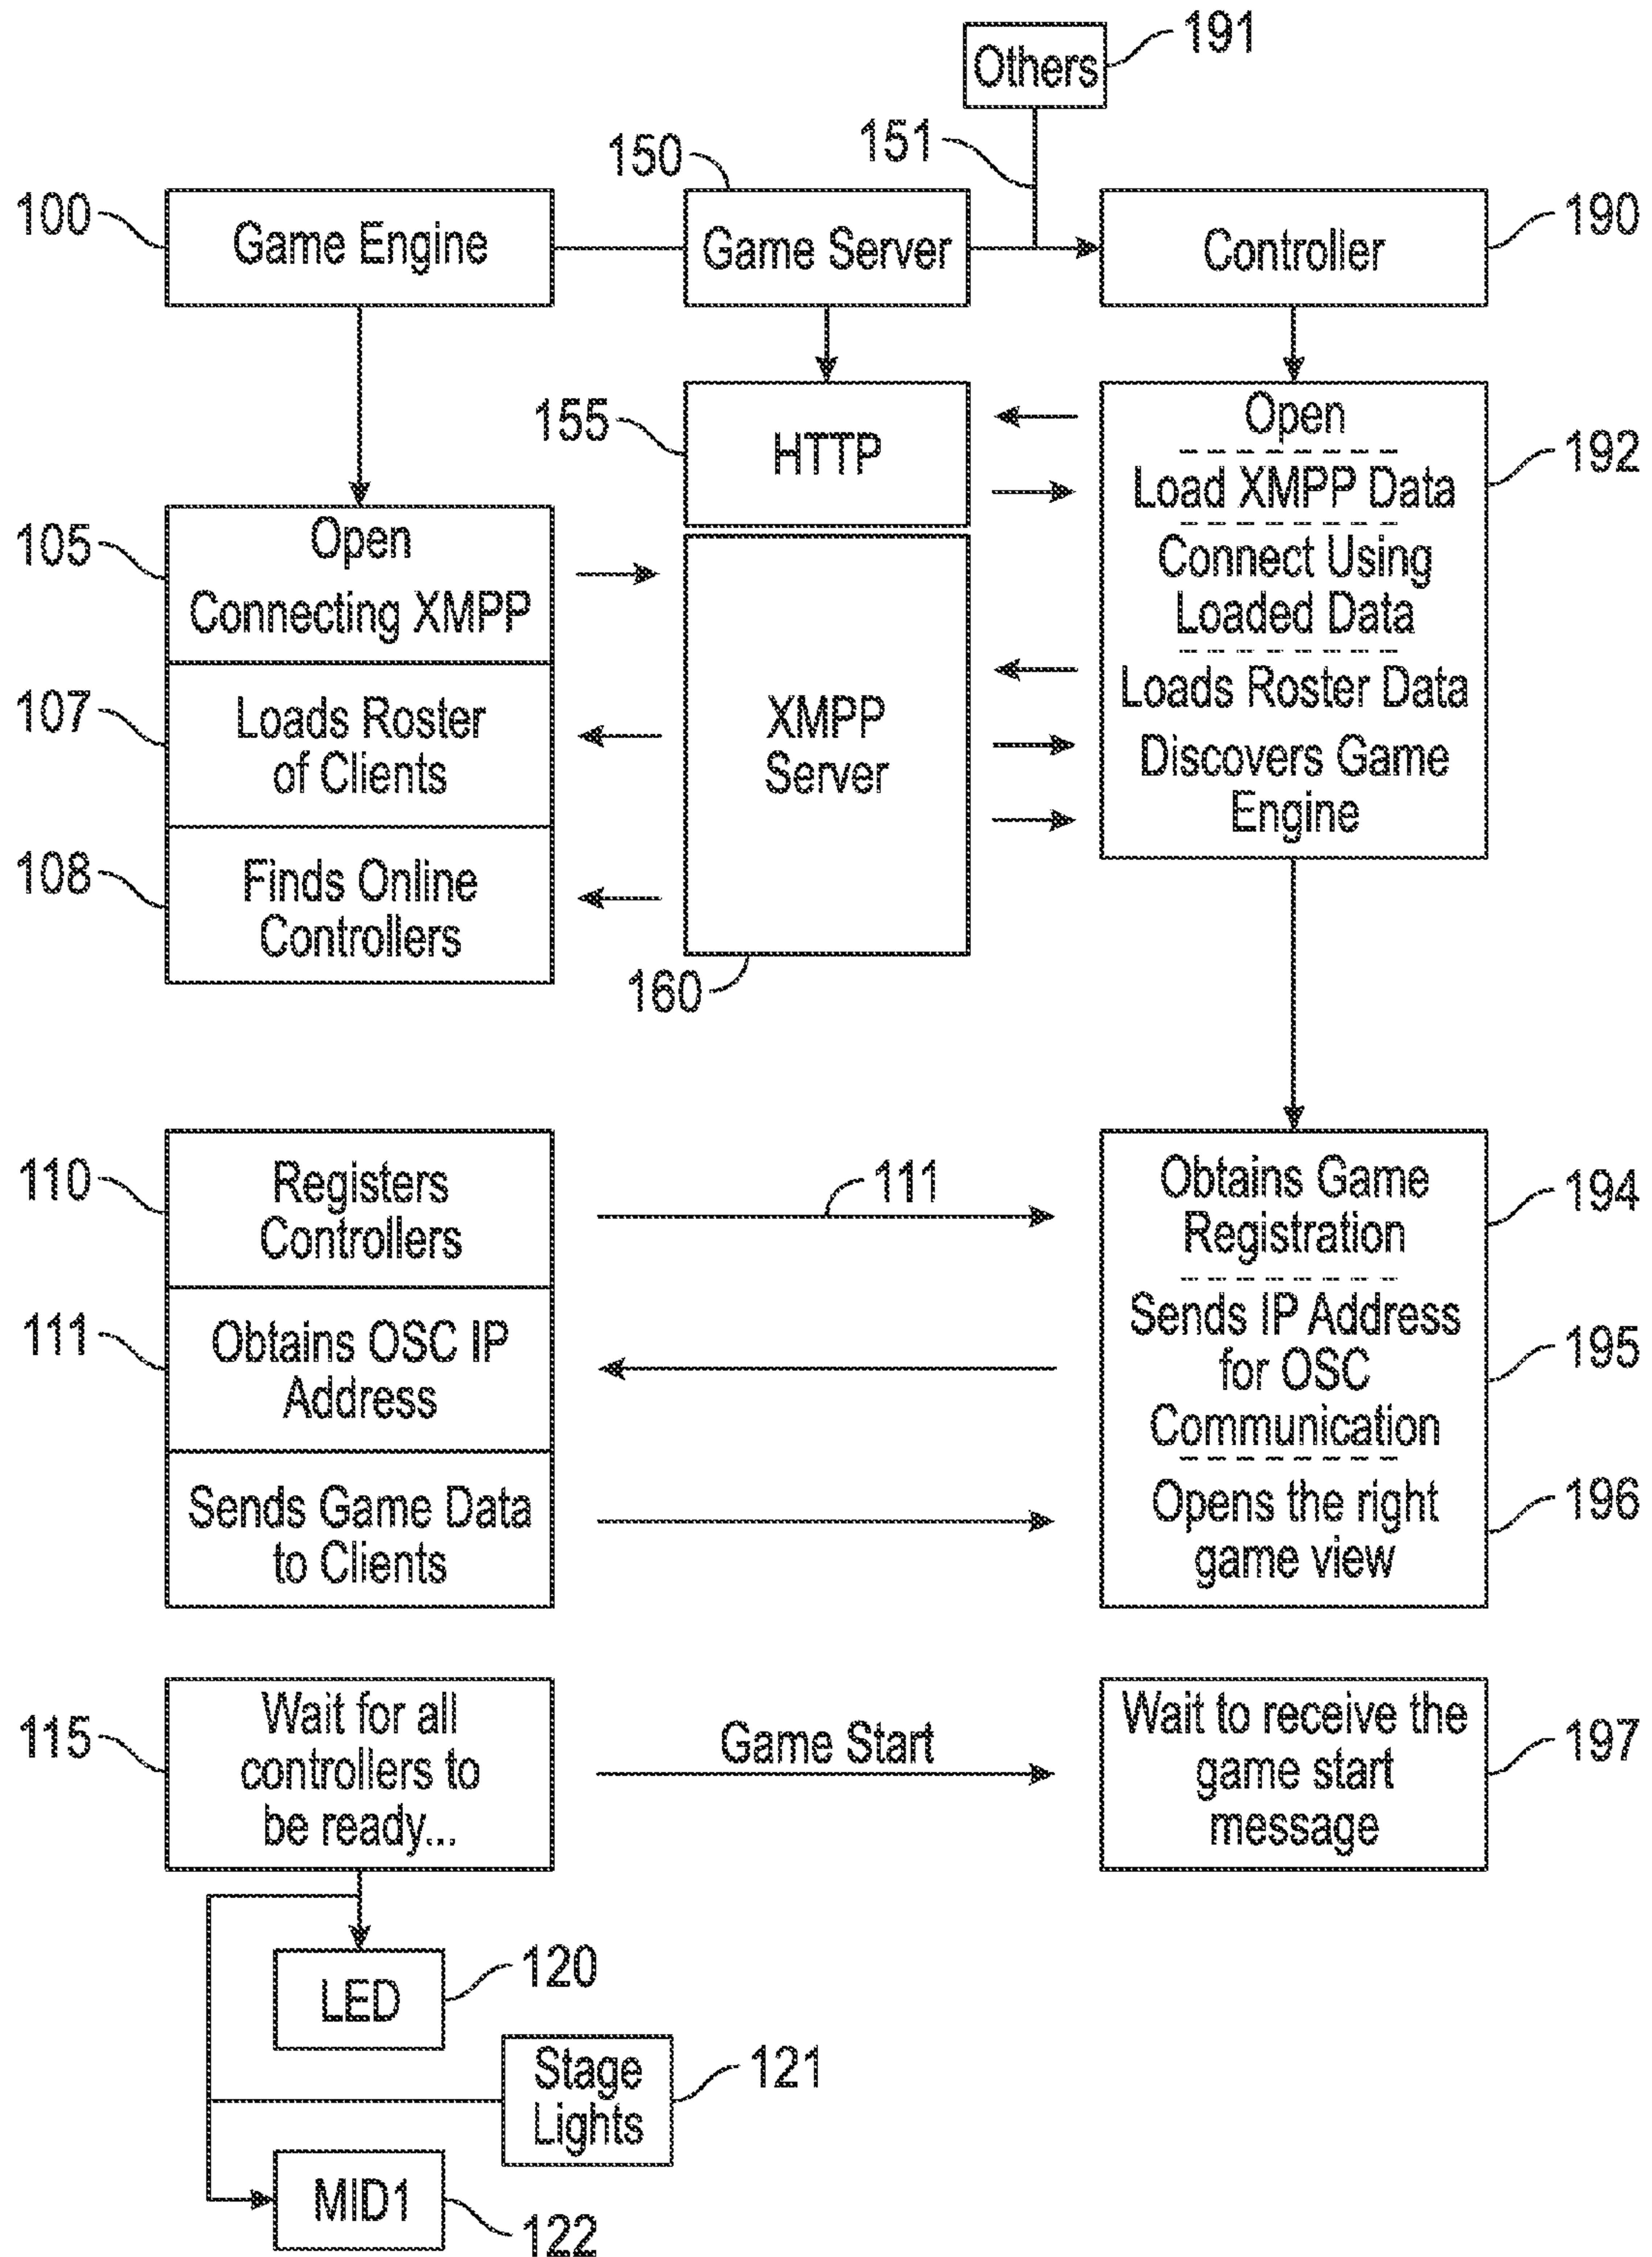 Others
191
151
150
100
Game Engine
Game Server
Controller
190
155
HTTP
Open
Load XMPP Data
192
Connect Using
Loaded Data
Loads Roster Data
Discovers Game
Engine
105
Open
Connecting XMPP
107
Loads Roster
of Clients
XMPP
Server
108
Finds Online
Controllers
160
110
Registers
Controllers
111
Obtains Game
Registration
194
111
Obtains OSC IP
Address
Sends IP Address
for OSC
Communication
195
Sends Game Data
to Clients
Opens the right
game view
196
115
Wait for all
controllers to
be ready...
Game Start
Wait to receive the
game start
message
197
LED
120
Stage
Lights
121
MID1
122